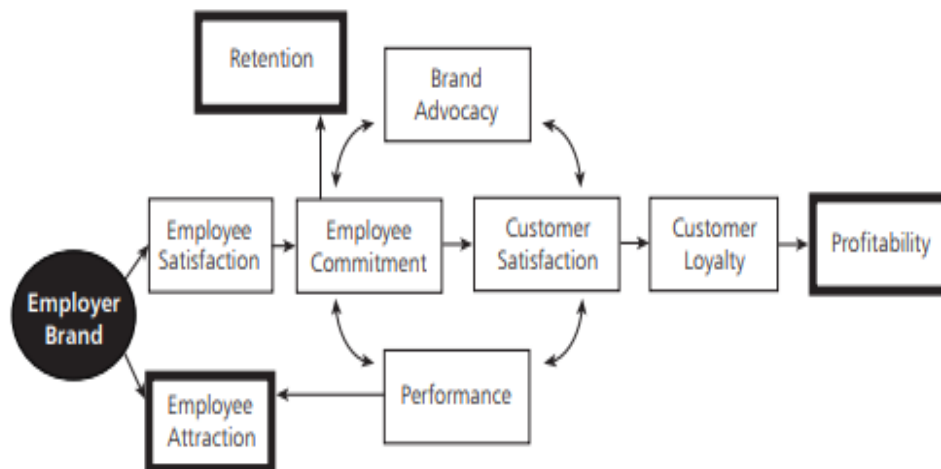 Retention
Brand
Advocacy
Employee
Satisfaction
Employee
Commitment
Customer
Satisfaction
Customer
Loyalty
Profitability
Employer
Brand
Employee
Attraction
Performance